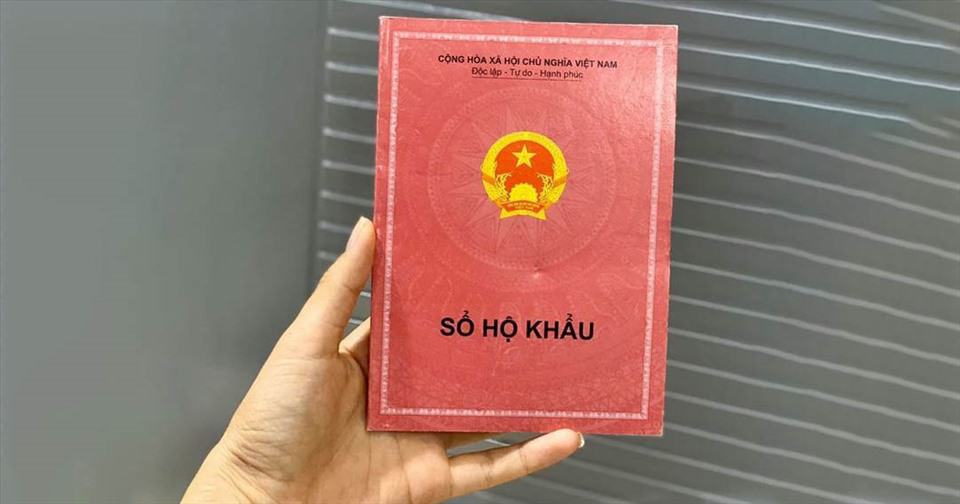 CỘNG HÒA XÃ HỘI CHỦ NGHĨA VIỆT NAM
Độc lập - Tự do - Hạnh phúc
SỔ HỘ KHẨU